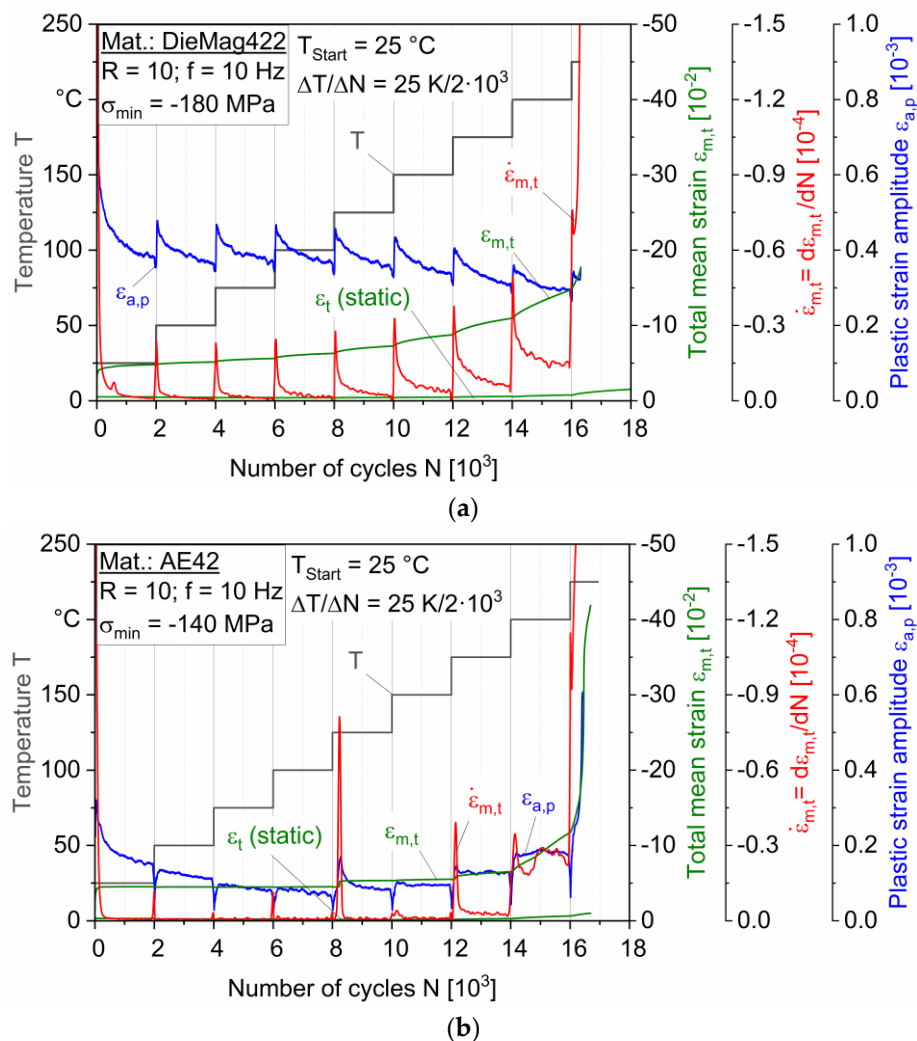 Mat.: DieMag422
R = 10; f = 10 Hz
σmin = -180 MPa
TStart = 25 °C
ΔT/ΔN = 25 K/2·10³
Temperature T
250
°C
200
150
100
50
0
T
εa,p
εt (static)
εm,t
ε̇m,t
0 2 4 6 8 10 12 14 16 18
Number of cycles N [10³]
-50
-40
-30
-20
-10
-0
Total mean strain εm,t [10⁻²]
-1.5
-1.2
-0.9
-0.6
-0.3
0.0
ε̇m,t = dεm,t/dN [10⁻⁴]
1.0
0.8
0.6
0.4
0.2
0.0
Plastic strain amplitude εa,p [10⁻³]
(a)
Mat.: AE42
R = 10; f = 10 Hz
σmin = -140 MPa
TStart = 25 °C
ΔT/ΔN = 25 K/2·10³
Temperature T
250
°C
200
150
100
50
0
T
εt (static)
εm,t
ε̇m,t
εa,p
0 2 4 6 8 10 12 14 16 18
Number of cycles N [10³]
-50
-40
-30
-20
-10
-0
Total mean strain εm,t [10⁻²]
-1.5
-1.2
-0.9
-0.6
-0.3
0.0
ε̇m,t = dεm,t/dN [10⁻⁴]
1.0
0.8
0.6
0.4
0.2
0.0
Plastic strain amplitude εa,p [10⁻³]
(b)